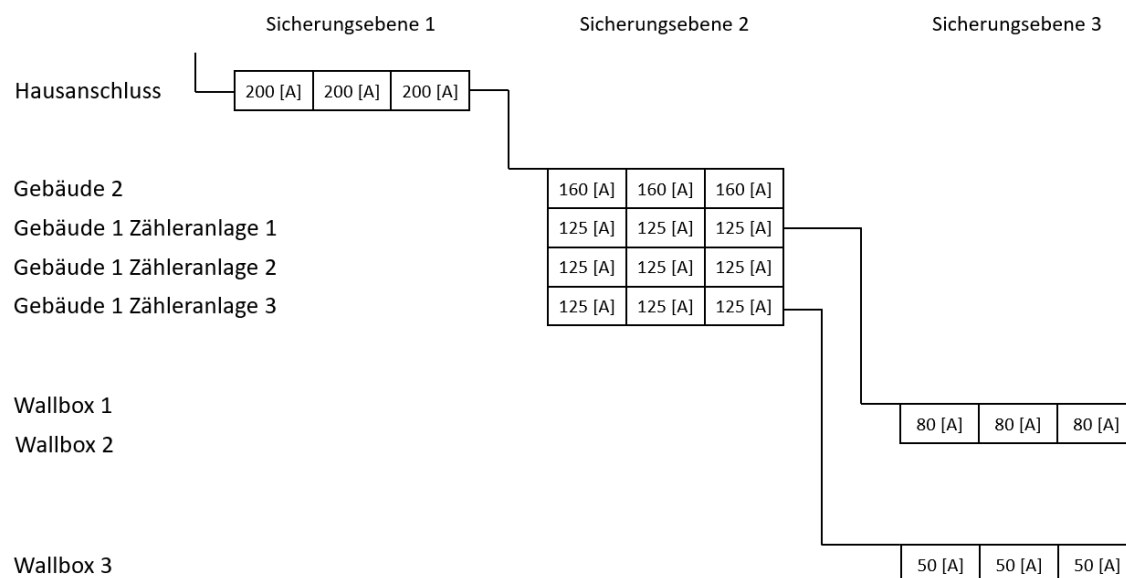 Sicherungsebene 1 Sicherungsebene 2 Sicherungsebene 3
Hausanschluss 200 [A] 200 [A] 200 [A]
Gebäude 2 160 [A] 160 [A] 160 [A]
Gebäude 1 Zähleranlage 1 125 [A] 125 [A] 125 [A]
Gebäude 1 Zähleranlage 2 125 [A] 125 [A] 125 [A]
Gebäude 1 Zähleranlage 3 125 [A] 125 [A] 125 [A]
Wallbox 1
80 [A] 80 [A] 80 [A]
Wallbox 2
Wallbox 3 50 [A] 50 [A] 50 [A]